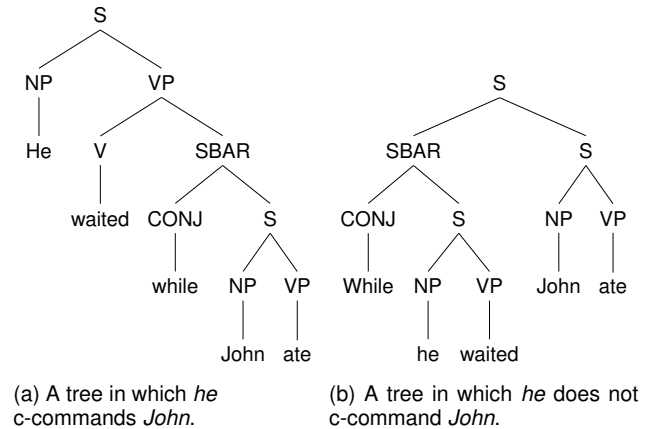 S
NP VP
He V SBAR
waited CONJ S
while NP VP
John ate
(a) A tree in which he
c-commands John.
S
SBAR S
CONJ S NP VP
While NP VP John ate
he waited
(b) A tree in which he does not
c-command John.